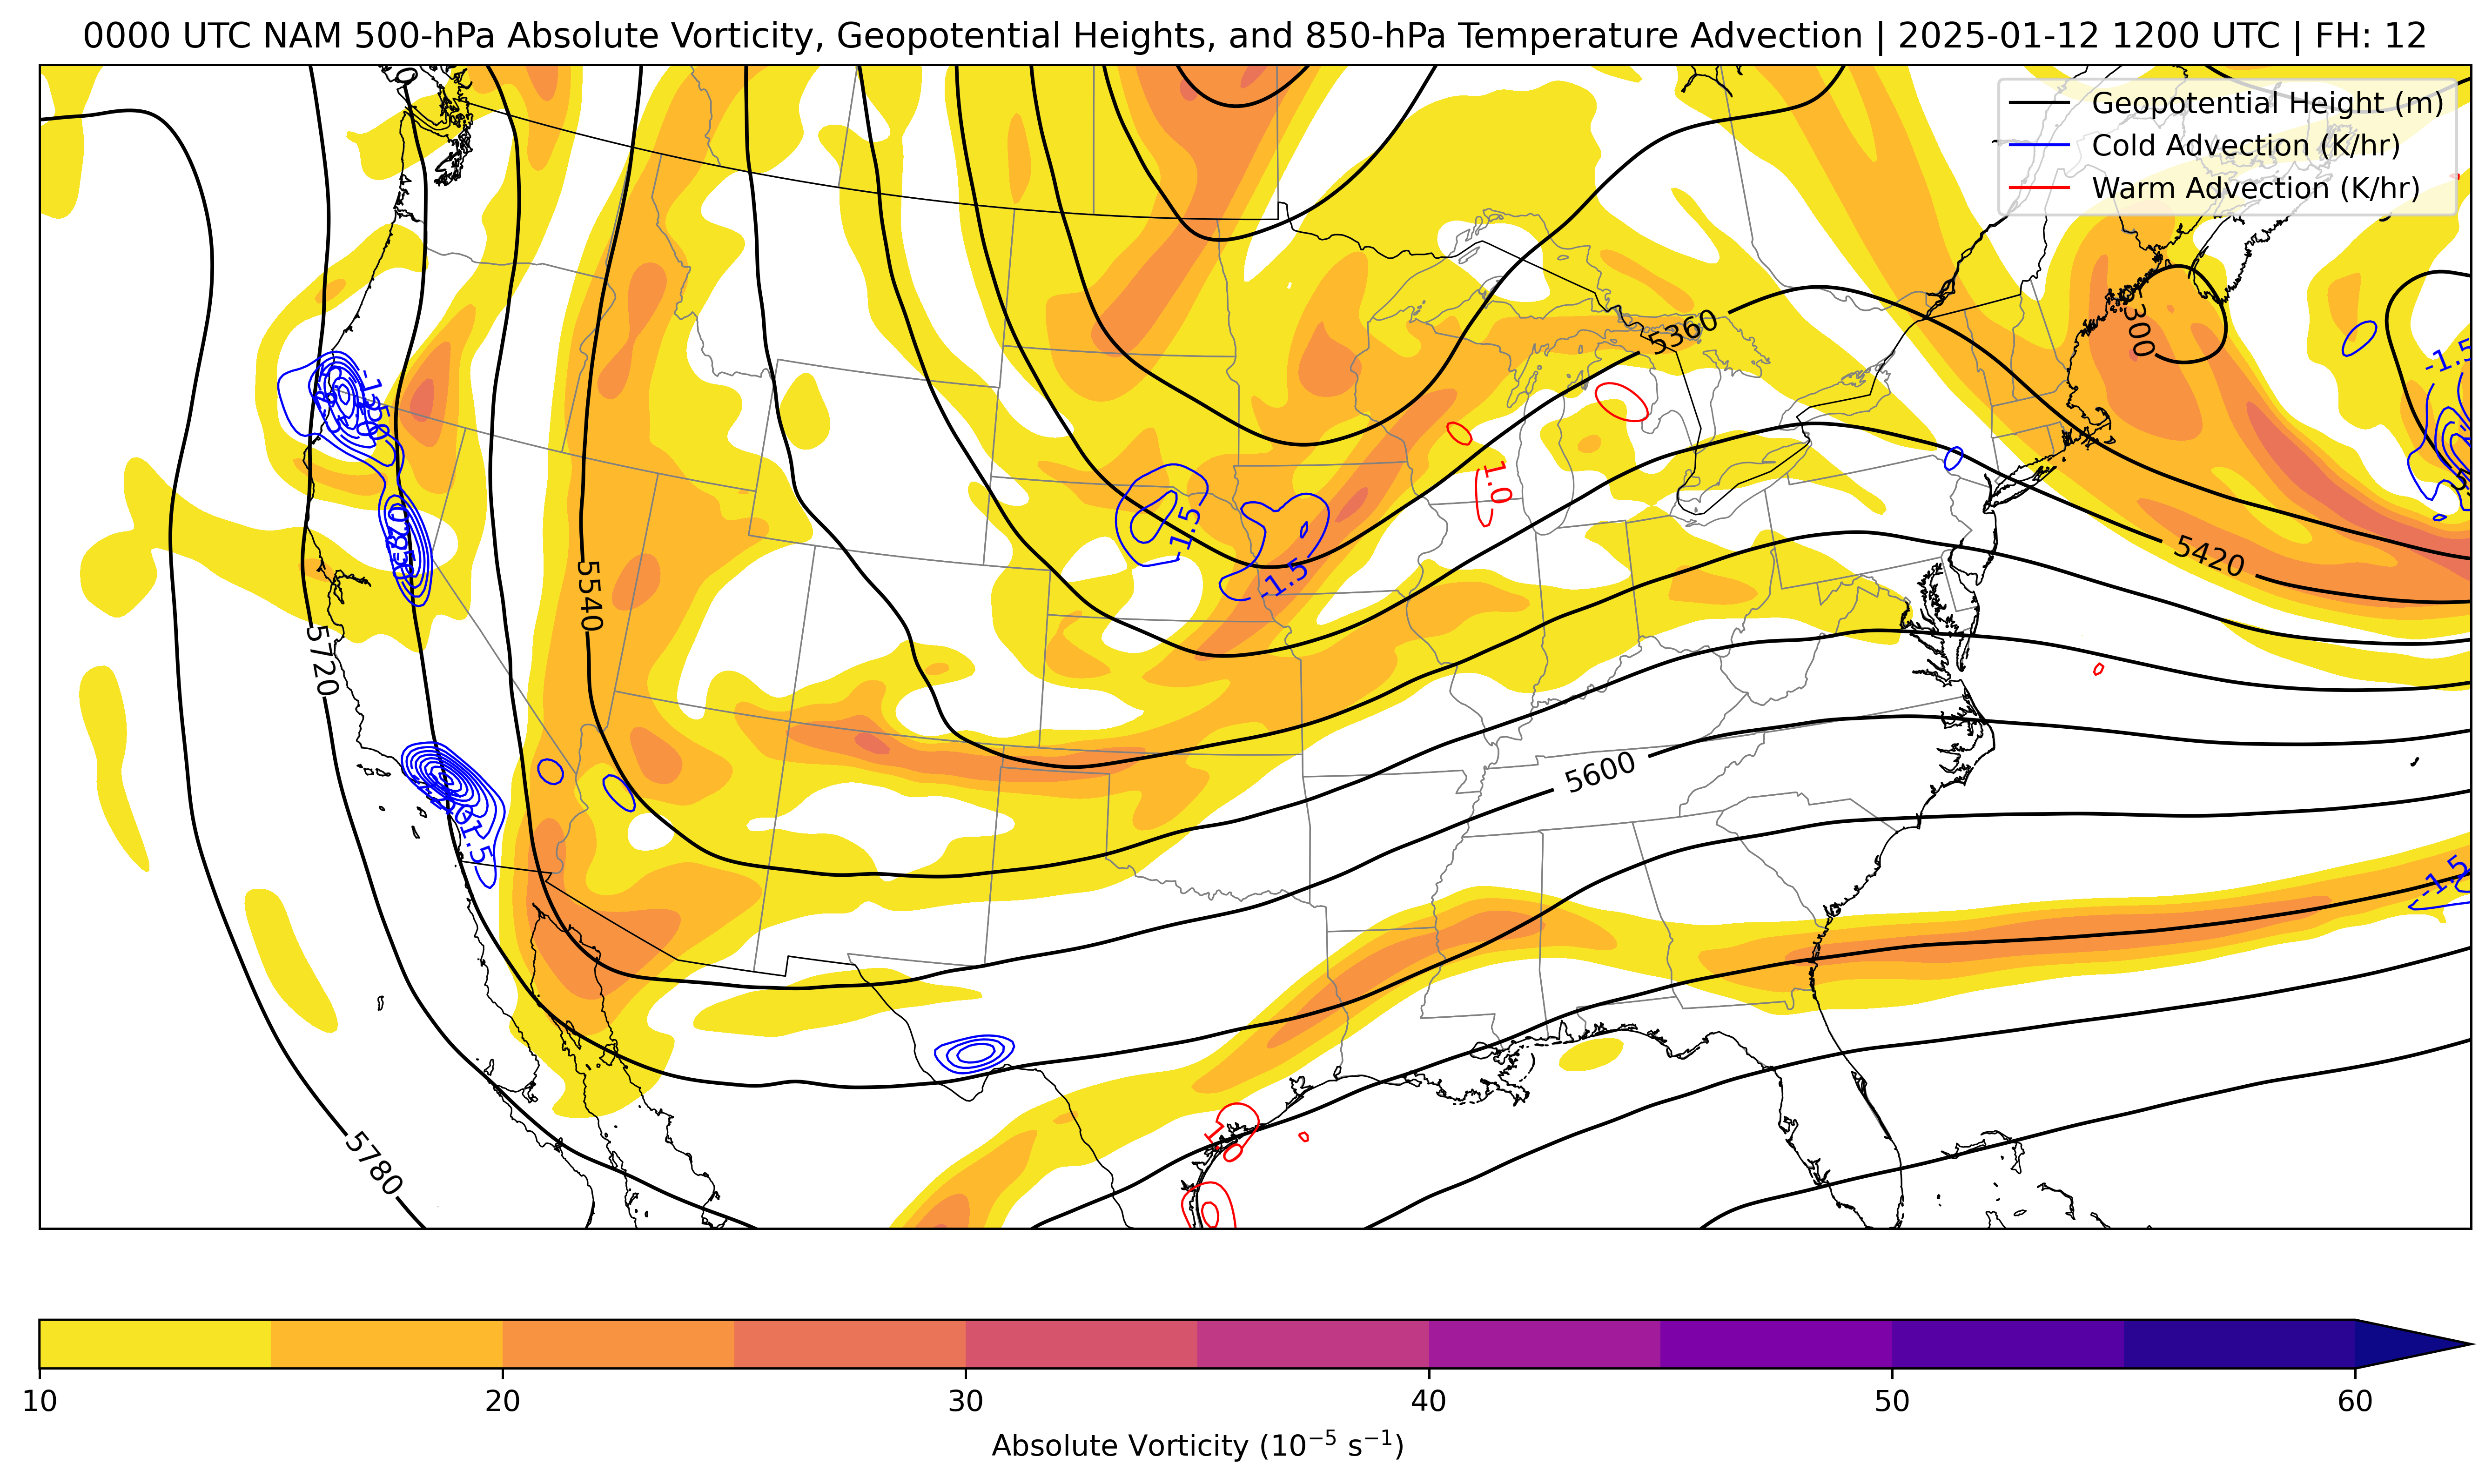 0000 UTC NAM 500-hPa Absolute Vorticity, Geopotential Heights, and 850-hPa Temperature Advection | 2025-01-12 1200 UTC | FH: 12
Geopotential Height (m)
Cold Advection (K/hr)
Warm Advection (K/hr)
5360
5300
-1.5
-1.5
1.0
-1.5
-1.5
5420
5540
5720
5600
-1.5
-1.5
1.0
5780
10 20 30 40 50 60
Absolute Vorticity (10⁻⁵ s⁻¹)